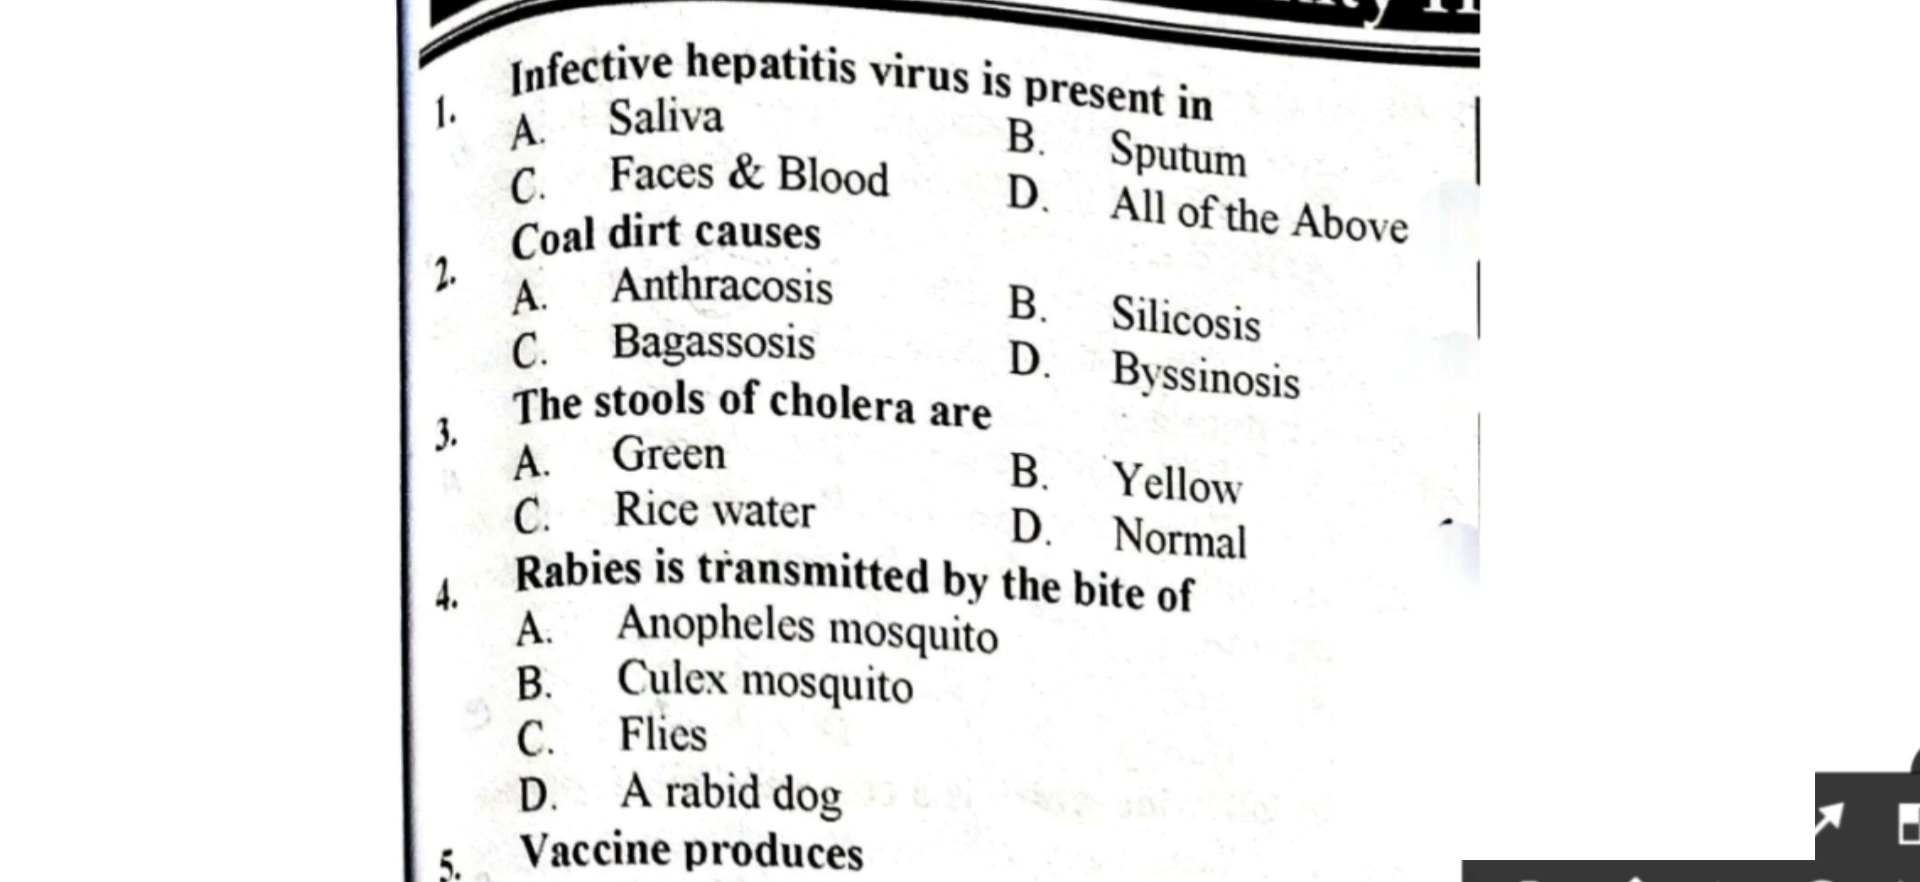 1. Infective hepatitis virus is present in
A. Saliva B. Sputum
C. Faces & Blood D. All of the Above
2. Coal dirt causes
A. Anthracosis B. Silicosis
C. Bagassosis D. Byssinosis
3. The stools of cholera are
A. Green B. Yellow
C. Rice water D. Normal
4. Rabies is transmitted by the bite of
A. Anopheles mosquito
B. Culex mosquito
C. Flies
D. A rabid dog
5. Vaccine produces